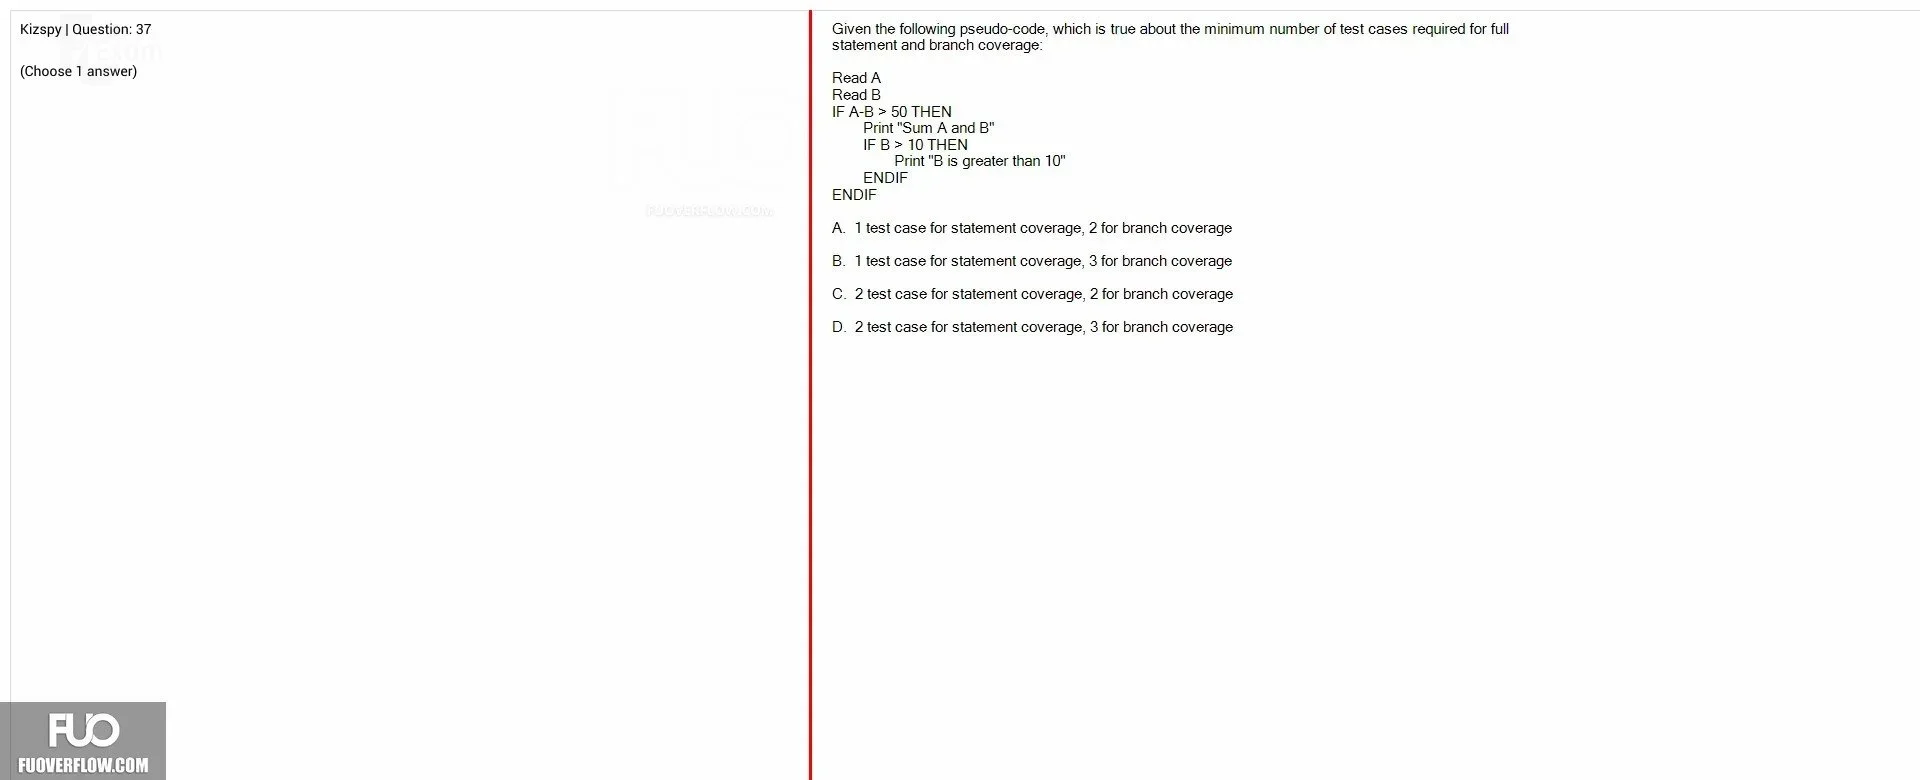 Kizspy | Question: 37
(Choose 1 answer)
Given the following pseudo-code, which is true about the minimum number of test cases required for full
statement and branch coverage:
Read A
Read B
IF A-B > 50 THEN
Print "Sum A and B"
IF B > 10 THEN
Print "B is greater than 10"
ENDIF
ENDIF
A. 1 test case for statement coverage, 2 for branch coverage
B. 1 test case for statement coverage, 3 for branch coverage
C. 2 test case for statement coverage, 2 for branch coverage
D. 2 test case for statement coverage, 3 for branch coverage
FUOVERFLOW.COM
FUO
FUOVERFLOW.COM